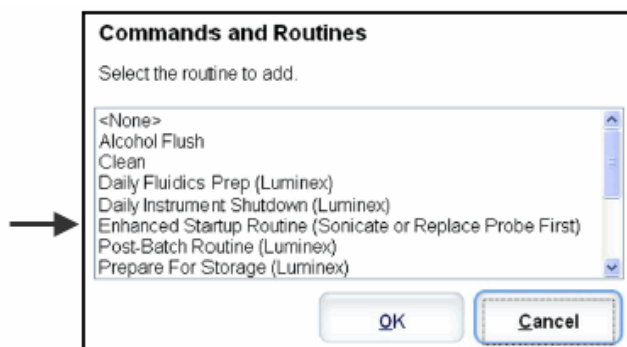 Commands and Routines
Select the routine to add.
<None>
Alcohol Flush
Clean
Daily Fluidics Prep (Luminex)
Daily Instrument Shutdown (Luminex)
Enhanced Startup Routine (Sonicate or Replace Probe First)
Post-Batch Routine (Luminex)
Prepare For Storage (Luminex)
OK
Cancel